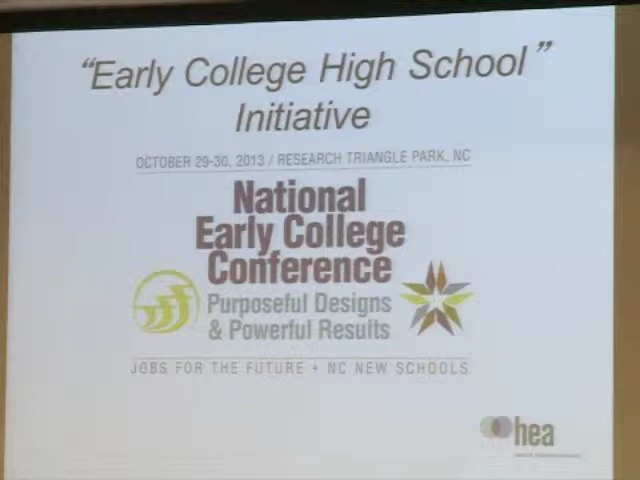 “Early College High School”
Initiative
OCTOBER 29-30, 2013 / RESEARCH TRIANGLE PARK, NC
National
Early College
Conference
Purposeful Designs
& Powerful Results
JOBS FOR THE FUTURE + NC NEW SCHOOLS
hea